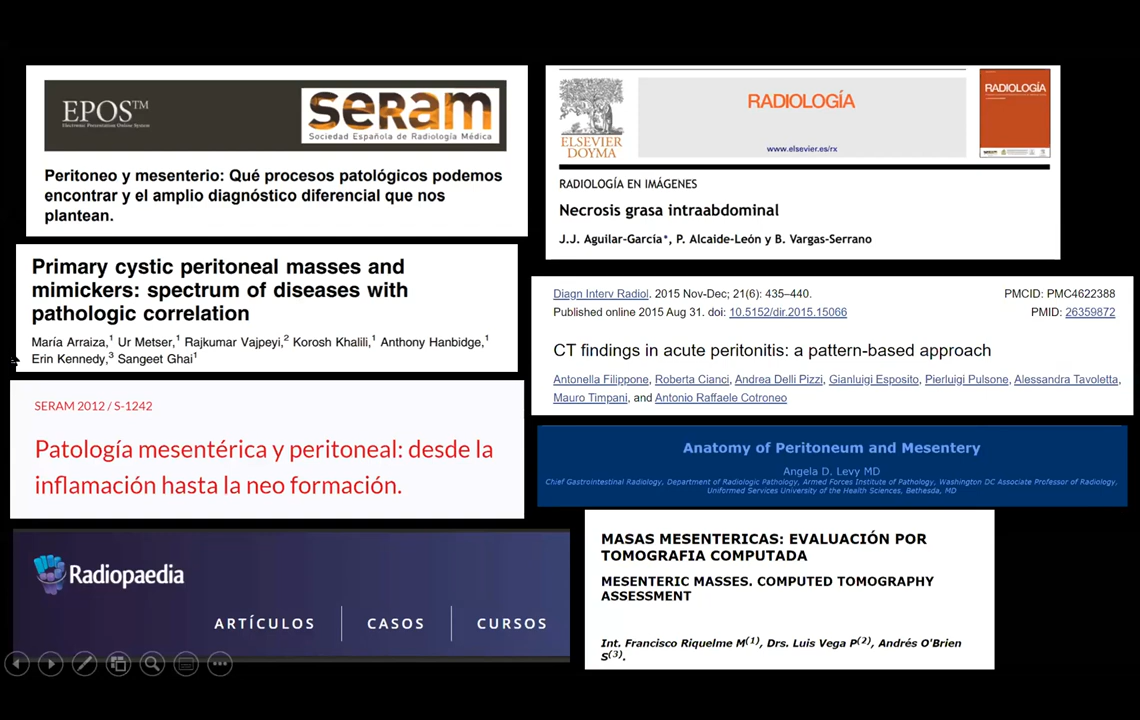 EPOS™
Electronic Presentation Online System
seram
Sociedad Española de Radiología Médica
Peritoneo y mesenterio: Qué procesos patológicos podemos
encontrar y el amplio diagnóstico diferencial que nos
plantean.
Primary cystic peritoneal masses and
mimickers: spectrum of diseases with
pathologic correlation
María Arraiza,¹ Ur Metser,¹ Rajkumar Vajpeyi,² Korosh Khalili,¹ Anthony Hanbidge,¹
Erin Kennedy,³ Sangeet Ghai¹
SERAM 2012 / S-1242
Patología mesentérica y peritoneal: desde la
inflamación hasta la neo formación.
Radiopaedia
ARTÍCULOS
CASOS
CURSOS
ELSEVIER
DOYMA
RADIOLOGÍA
www.elsevier.es/rx
RADIOLOGÍA
RADIOLOGÍA EN IMÁGENES
Necrosis grasa intraabdominal
J.J. Aguilar-García*, P. Alcaide-León y B. Vargas-Serrano
Diagn Interv Radiol. 2015 Nov-Dec; 21(6): 435–440.
PMCID: PMC4622388
Published online 2015 Aug 31. doi: 10.5152/dir.2015.15066
PMID: 26359872
CT findings in acute peritonitis: a pattern-based approach
Antonella Filippone, Roberta Cianci, Andrea Delli Pizzi, Gianluigi Esposito, Pierluigi Pulsone, Alessandra Tavoletta,
Mauro Timpani, and Antonio Raffaele Cotroneo
Anatomy of Peritoneum and Mesentery
Angela D. Levy MD
Chief Gastrointestinal Radiology, Department of Radiologic Pathology, Armed Forces Institute of Pathology, Washington DC Associate Professor of Radiology,
Uniformed Services University of the Health Sciences, Bethesda, MD
MASAS MESENTERICAS: EVALUACIÓN POR
TOMOGRAFIA COMPUTADA
MESENTERIC MASSES. COMPUTED TOMOGRAPHY
ASSESSMENT
Int. Francisco Riquelme M(1), Drs. Luis Vega P(2), Andrés O'Brien
S(3).